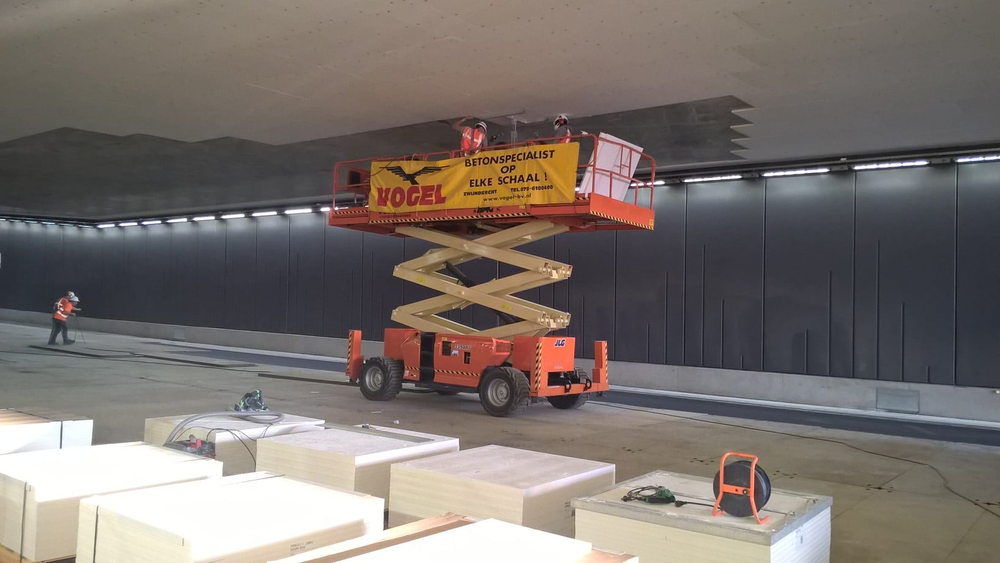 BETONSPECIALIST
OP
ELKE SCHAAL !
VOGEL
ZWIJNDRECHT TEL.078-6100400
www.vogel-bv.nl
JLG